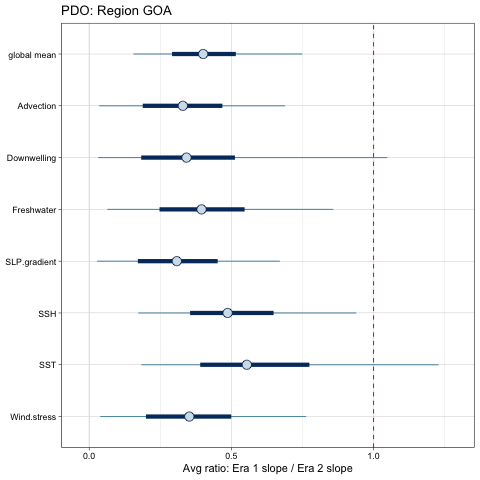 PDO: Region GOA
global mean
Advection
Downwelling
Freshwater
SLP.gradient
SSH
SST
Wind.stress
0.0 0.5 1.0
Avg ratio: Era 1 slope / Era 2 slope